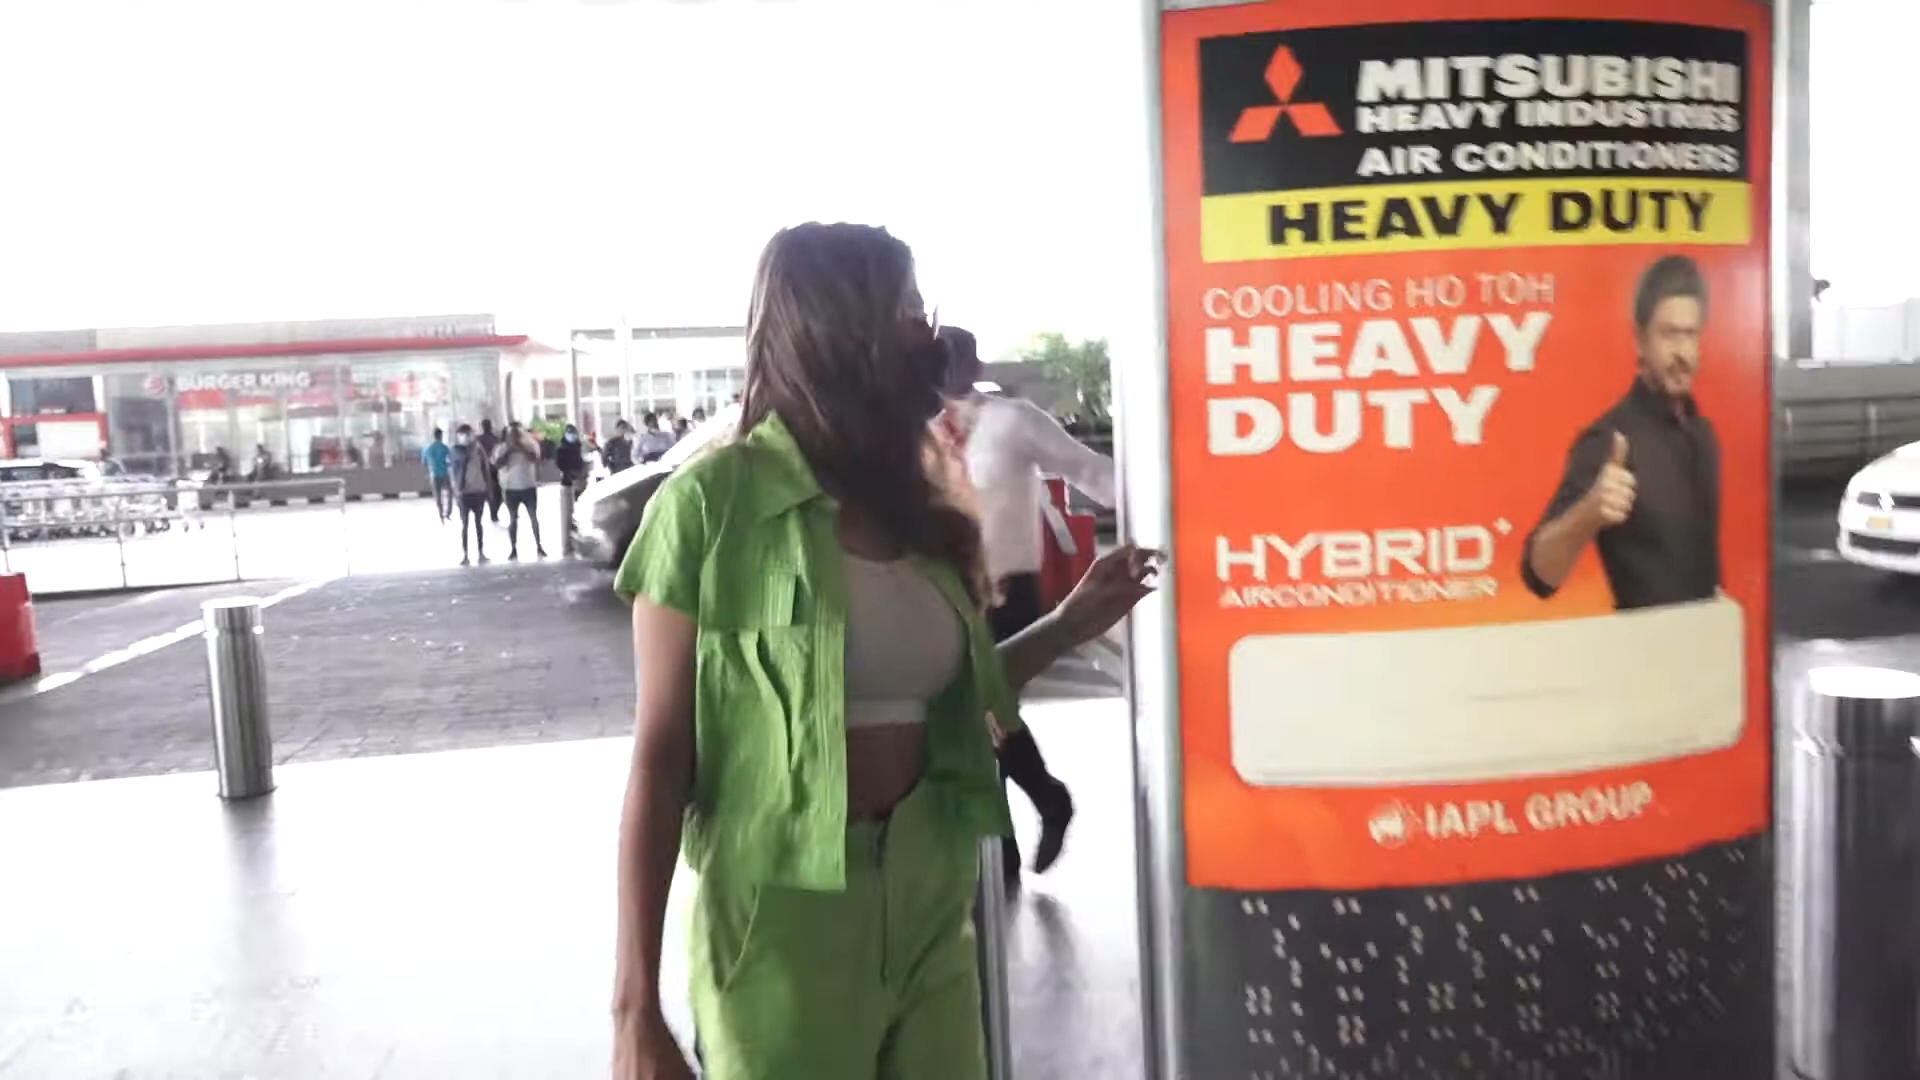 BURGER KING
MITSUBISHI
HEAVY INDUSTRIES
AIR CONDITIONERS
HEAVY DUTY
COOLING HO TOH
HEAVY
DUTY
HYBRID+
AIRCONDITIONER
IAPL GROUP